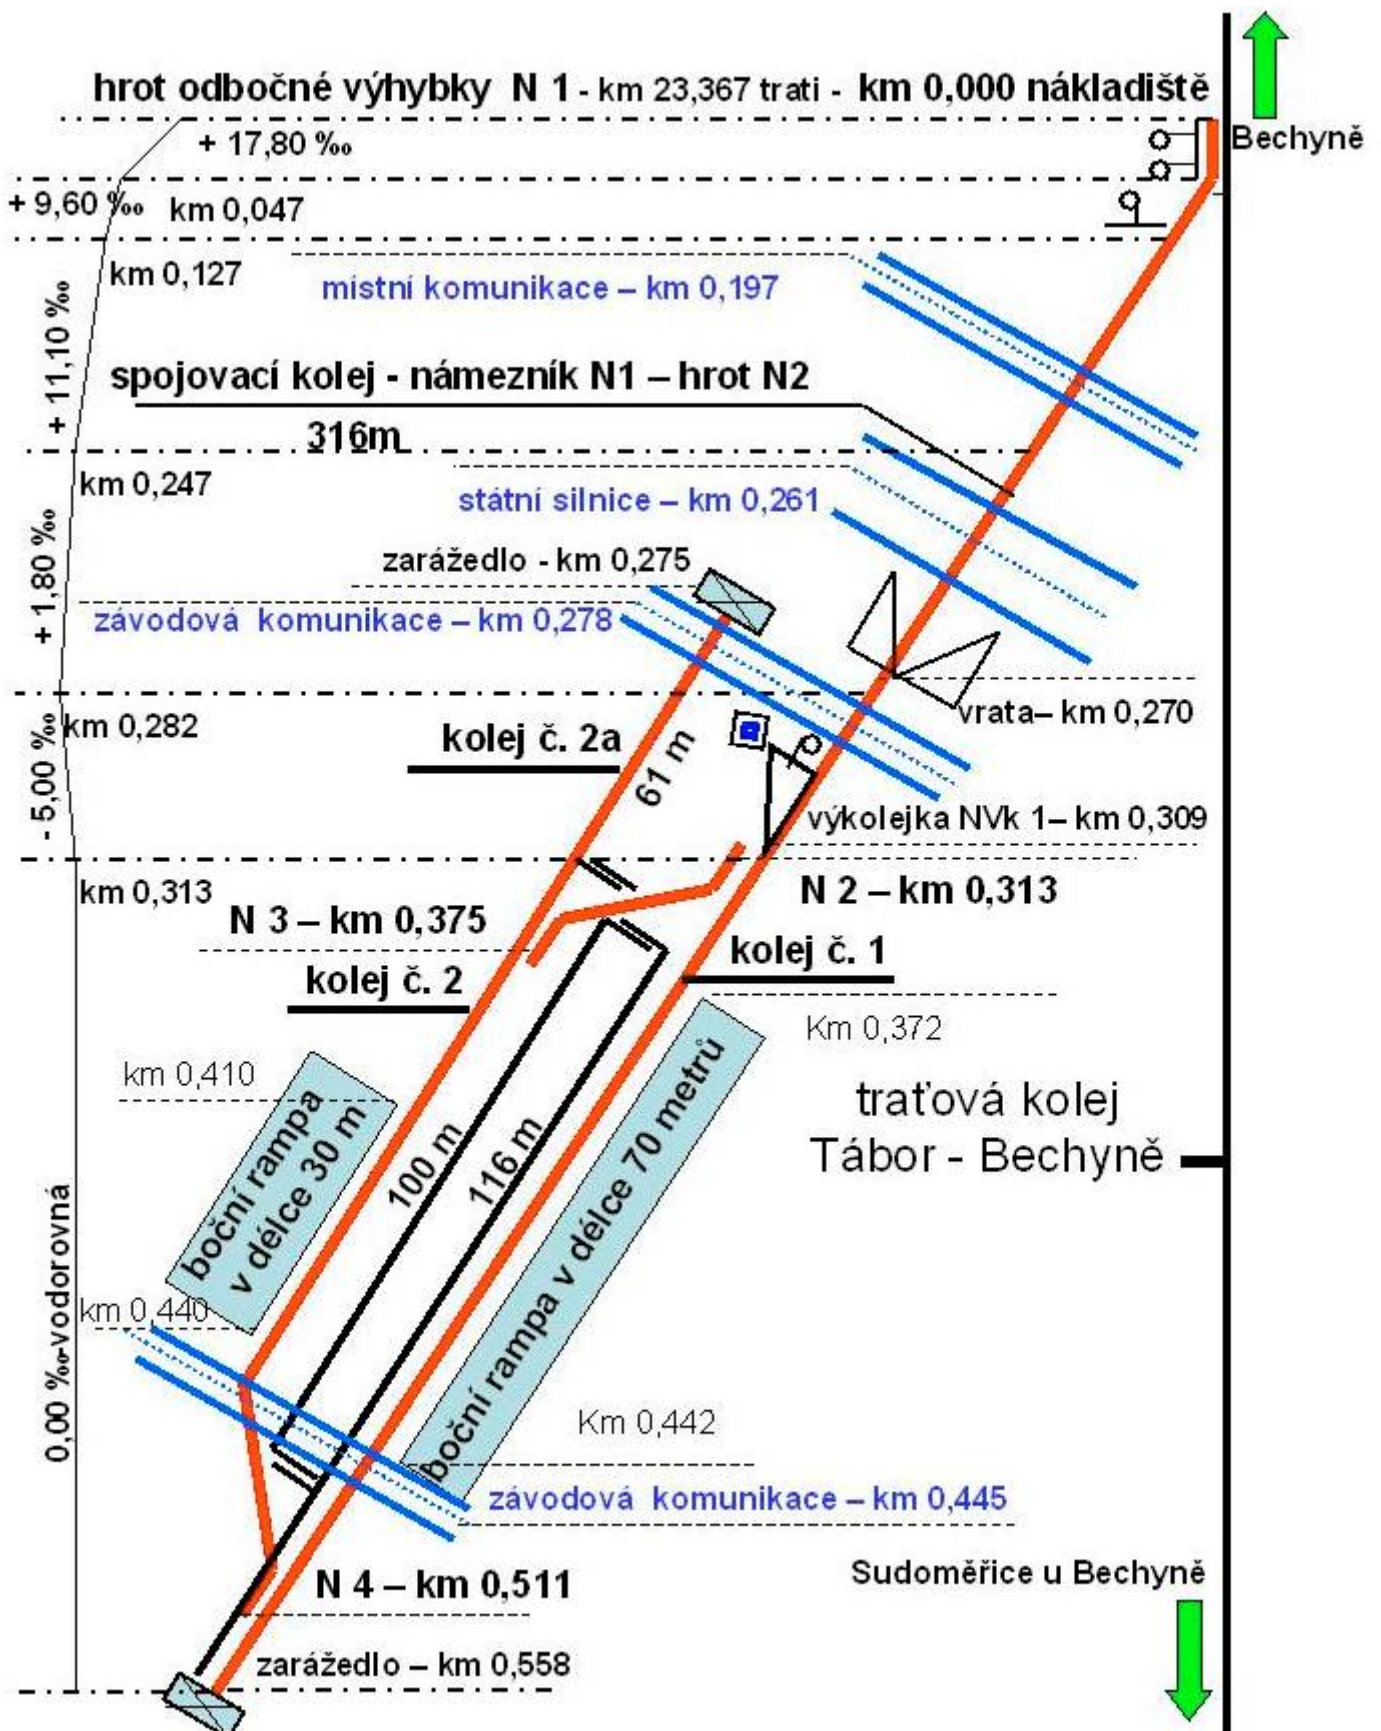 hrot odbočné výhybky N 1 - km 23,367 trati - km 0,000 nákladiště
Bechyně
+ 17,80 ‰
+ 9,60 ‰
km 0,047
km 0,127
místní komunikace – km 0,197
+ 11,10 ‰
spojovací kolej - námezník N1 – hrot N2
316m
km 0,247
státní silnice – km 0,261
+ 1,80 ‰
zarážedlo - km 0,275
závodová komunikace – km 0,278
vrata– km 0,270
km 0,282
kolej č. 2a
61 m
- 5,00 ‰
výkolejka NVk 1– km 0,309
km 0,313
N 2 – km 0,313
N 3 – km 0,375
kolej č. 1
kolej č. 2
Km 0,372
km 0,410
traťová kolej
Tábor - Bechyně
boční rampa
v délce 30 m
100 m
116 m
boční rampa v délce 70 metrů
0,00 ‰-vodorovná
km 0,440
Km 0,442
závodová komunikace – km 0,445
Sudoměřice u Bechyně
N 4 – km 0,511
zarážedlo – km 0,558